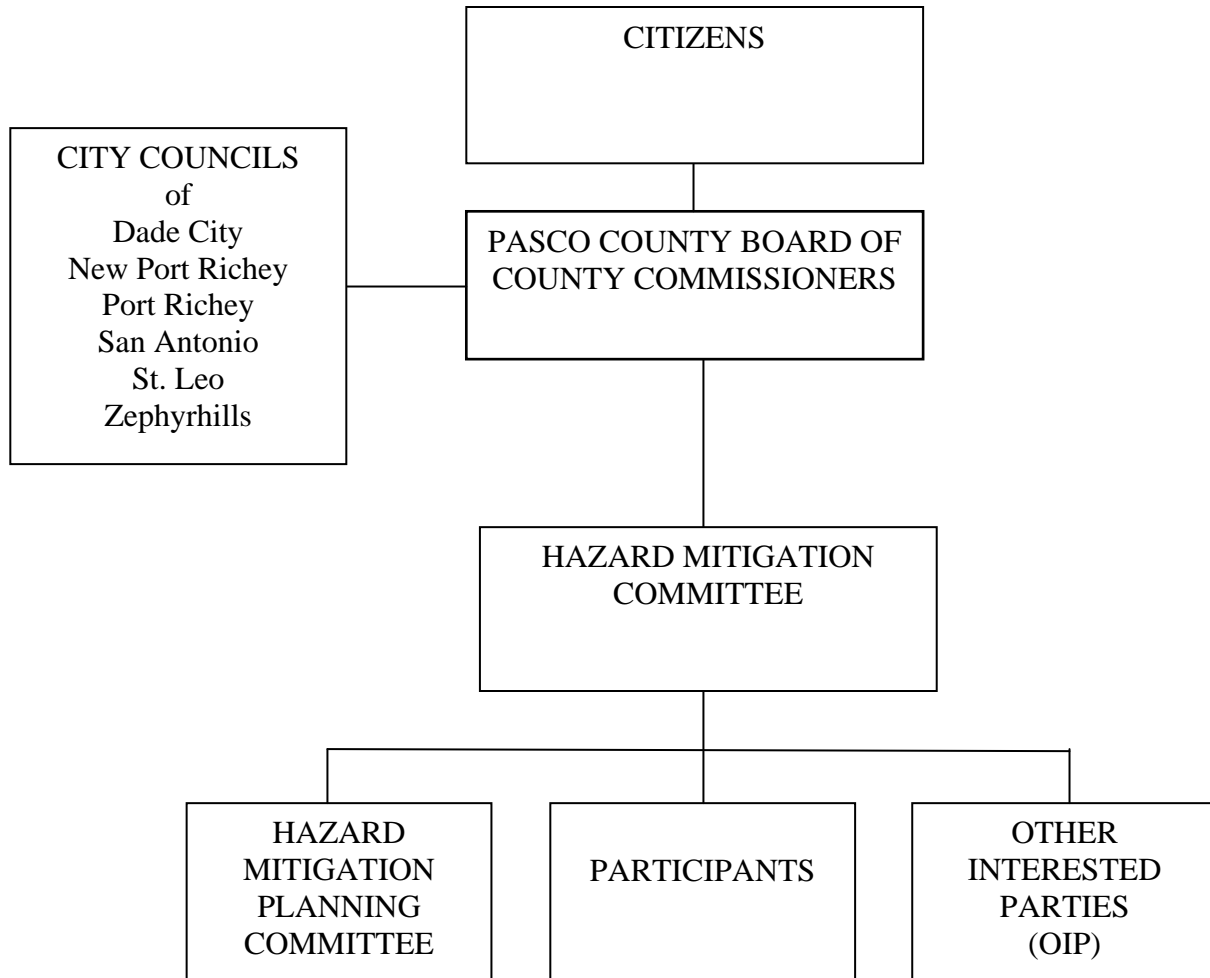 CITIZENS
CITY COUNCILS
of
Dade City
New Port Richey
Port Richey
San Antonio
St. Leo
Zephyrhills
PASCO COUNTY BOARD OF
COUNTY COMMISSIONERS
HAZARD MITIGATION
COMMITTEE
HAZARD
MITIGATION
PLANNING
COMMITTEE
PARTICIPANTS
OTHER
INTERESTED
PARTIES
(OIP)